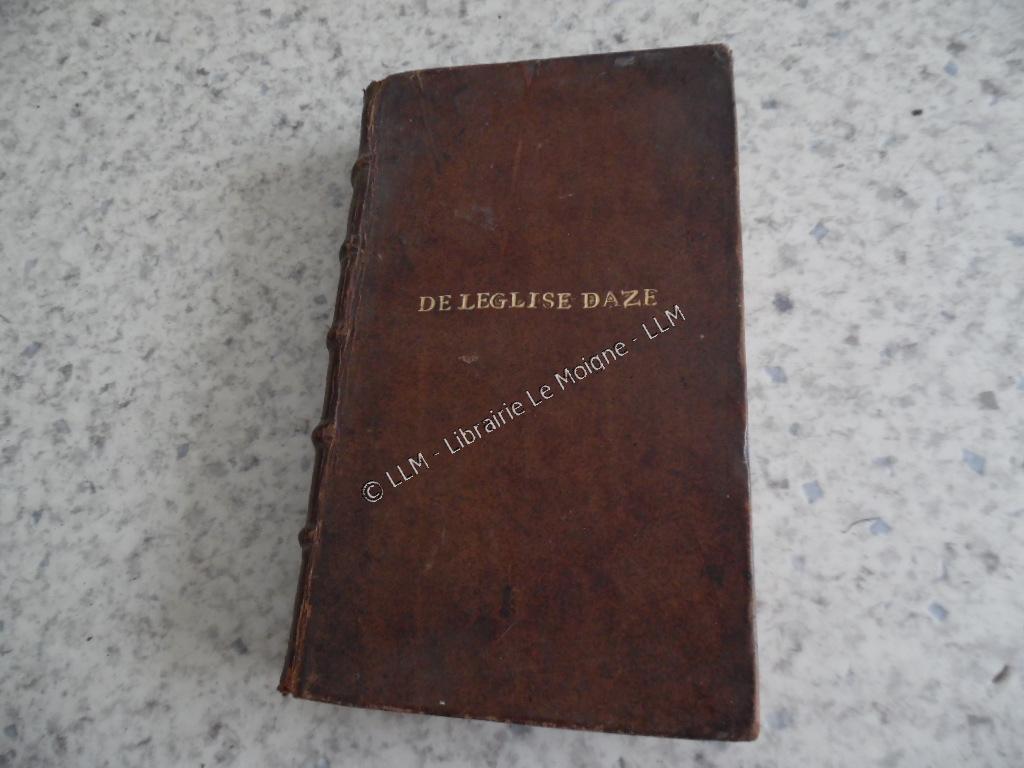 DE LEGLISE DAZE
© LLM - Librairie Le Moigne - LLM